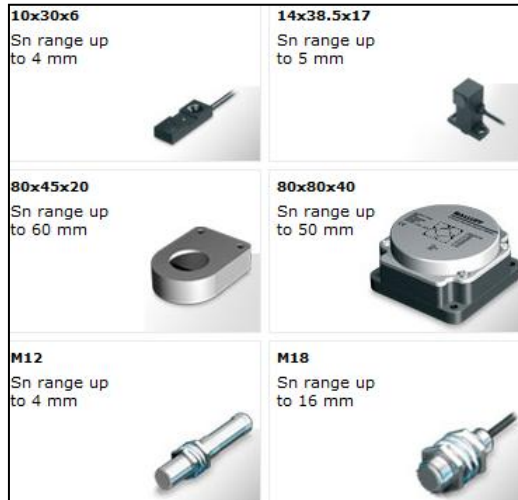 10x30x6
Sn range up
to 4 mm
14x38.5x17
Sn range up
to 5 mm
80x45x20
Sn range up
to 60 mm
80x80x40
Sn range up
to 50 mm
BALLUFF
M12
Sn range up
to 4 mm
M18
Sn range up
to 16 mm